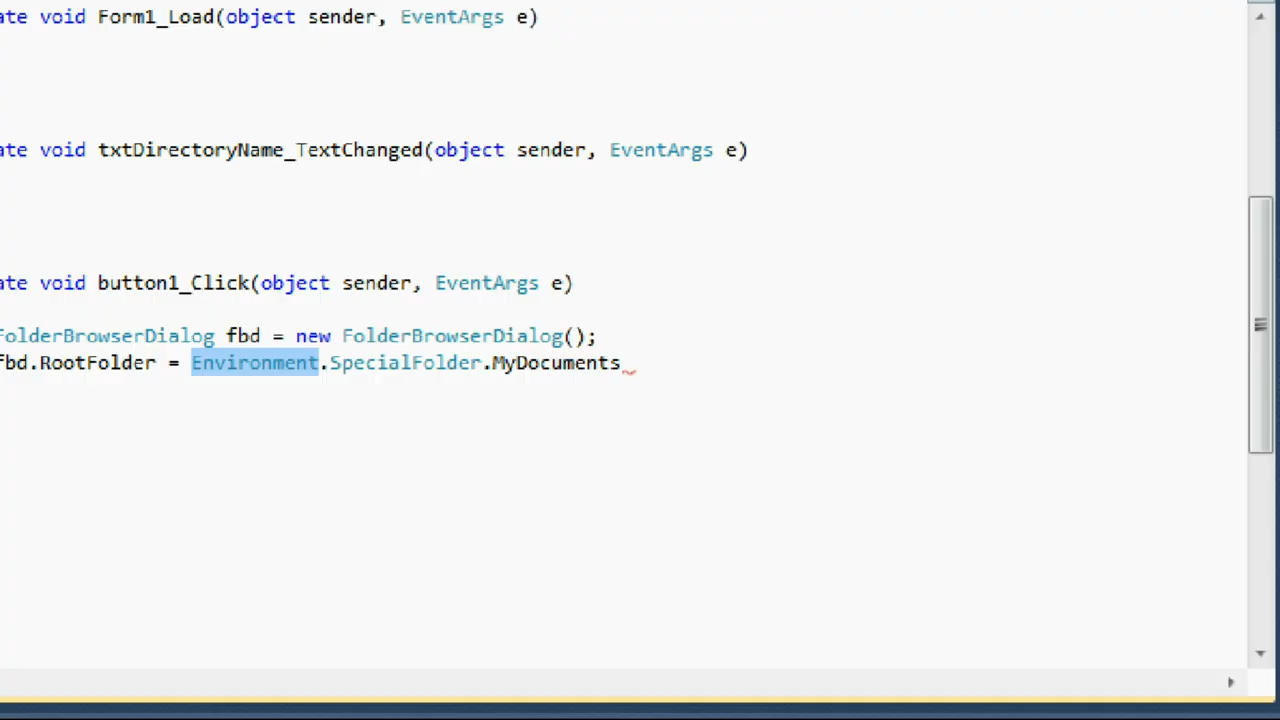 ate void Form1_Load(object sender, EventArgs e)
ate void txtDirectoryName_TextChanged(object sender, EventArgs e)
ate void button1_Click(object sender, EventArgs e)
FolderBrowserDialog fbd = new FolderBrowserDialog();
fbd.RootFolder = Environment.SpecialFolder.MyDocuments